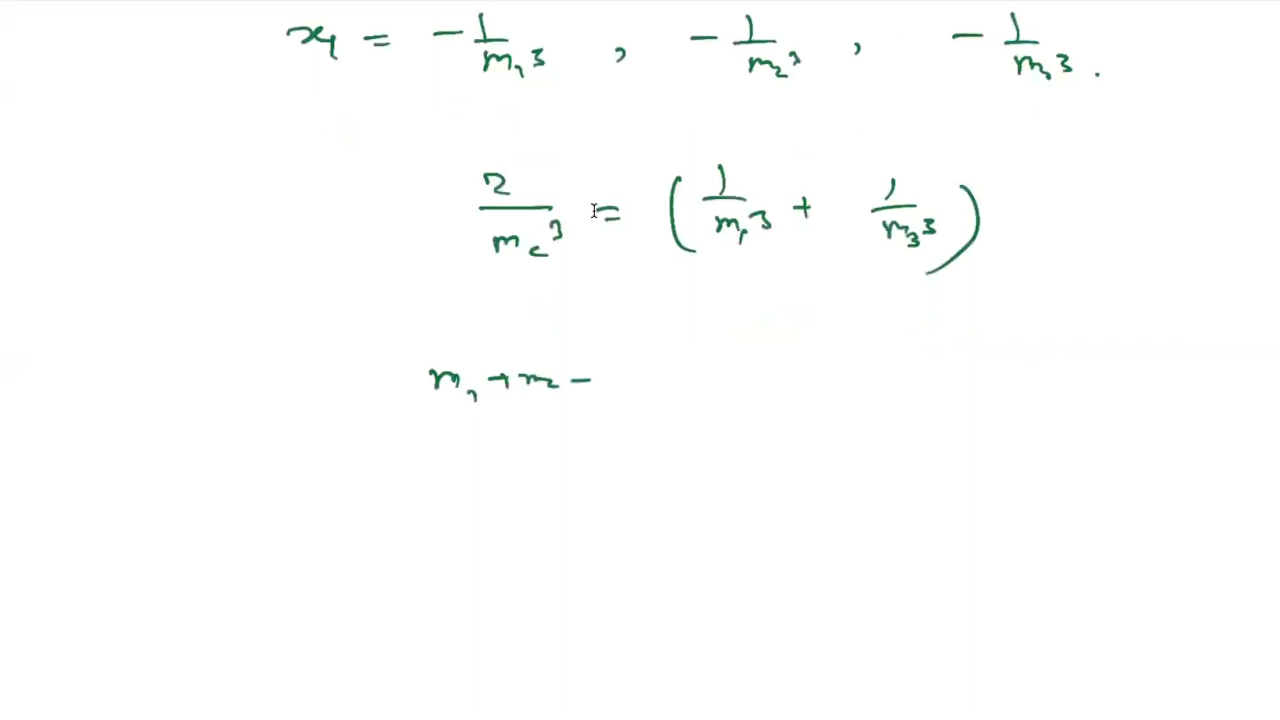 x₁ = - 1/m₁³ , - 1/m₂³ , - 1/m₃³ .
2/m₂³ = ( 1/m₁³ + 1/m₃³ )
m₁ + m₂ -